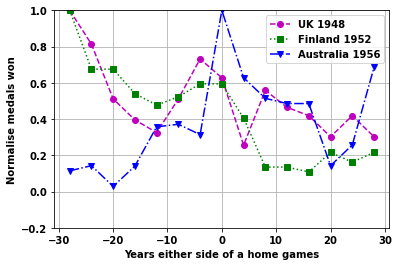 1.0
0.8
0.6
0.4
0.2
0.0
−0.2
Normalise medals won
UK 1948
Finland 1952
Australia 1956
−30
−20
−10
0
10
20
30
Years either side of a home games